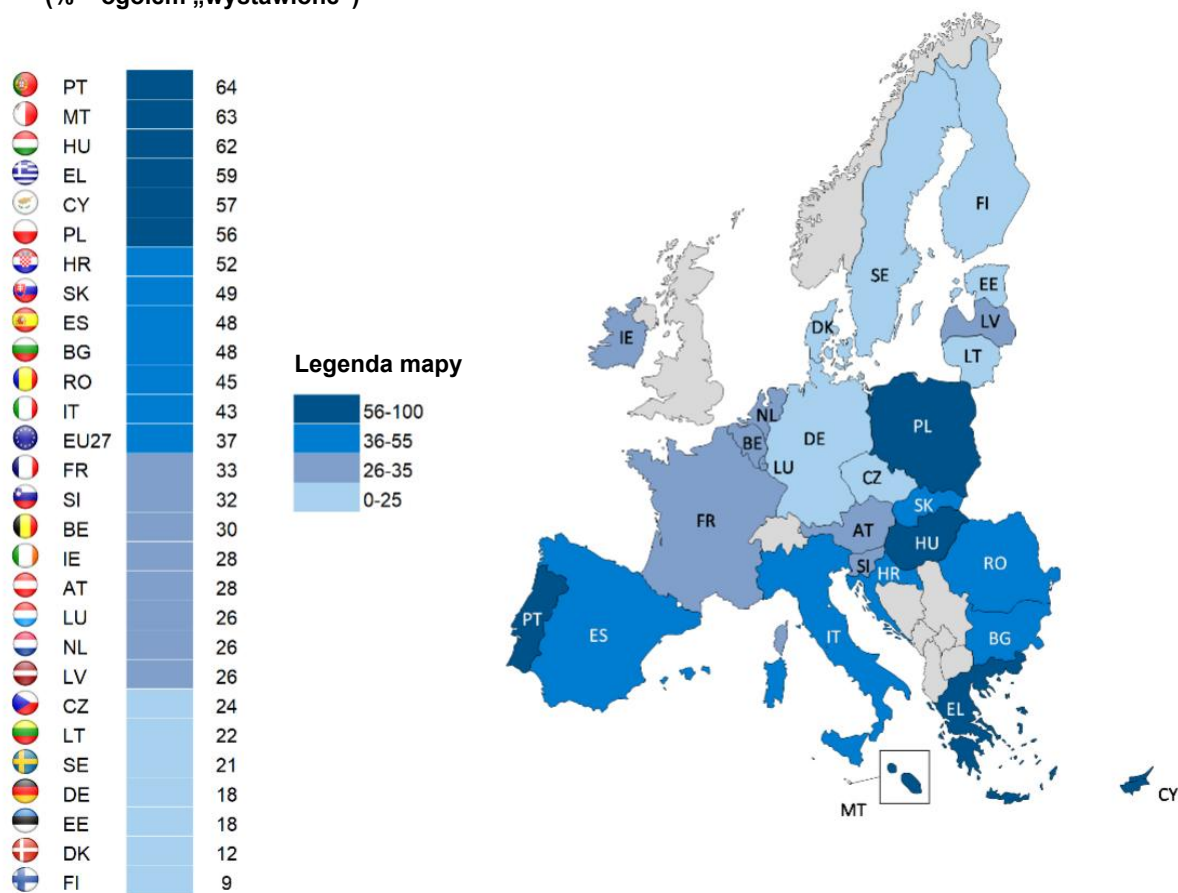 (% – ogółem „wystawione”)
PT 64
MT 63
HU 62
EL 59
CY 57
PL 56
HR 52
SK 49
ES 48
BG 48
RO 45
IT 43
EU27 37
FR 33
SI 32
BE 30
IE 28
AT 28
LU 26
NL 26
LV 26
CZ 24
LT 22
SE 21
DE 18
EE 18
DK 12
FI 9
Legenda mapy
56-100
36-55
26-35
0-25
FI
SE
EE
LV
LT
DK
IE
NL
BE
LU
DE
PL
CZ
SK
FR
AT
HU
SI
HR
RO
PT
ES
IT
BG
EL
MT
CY